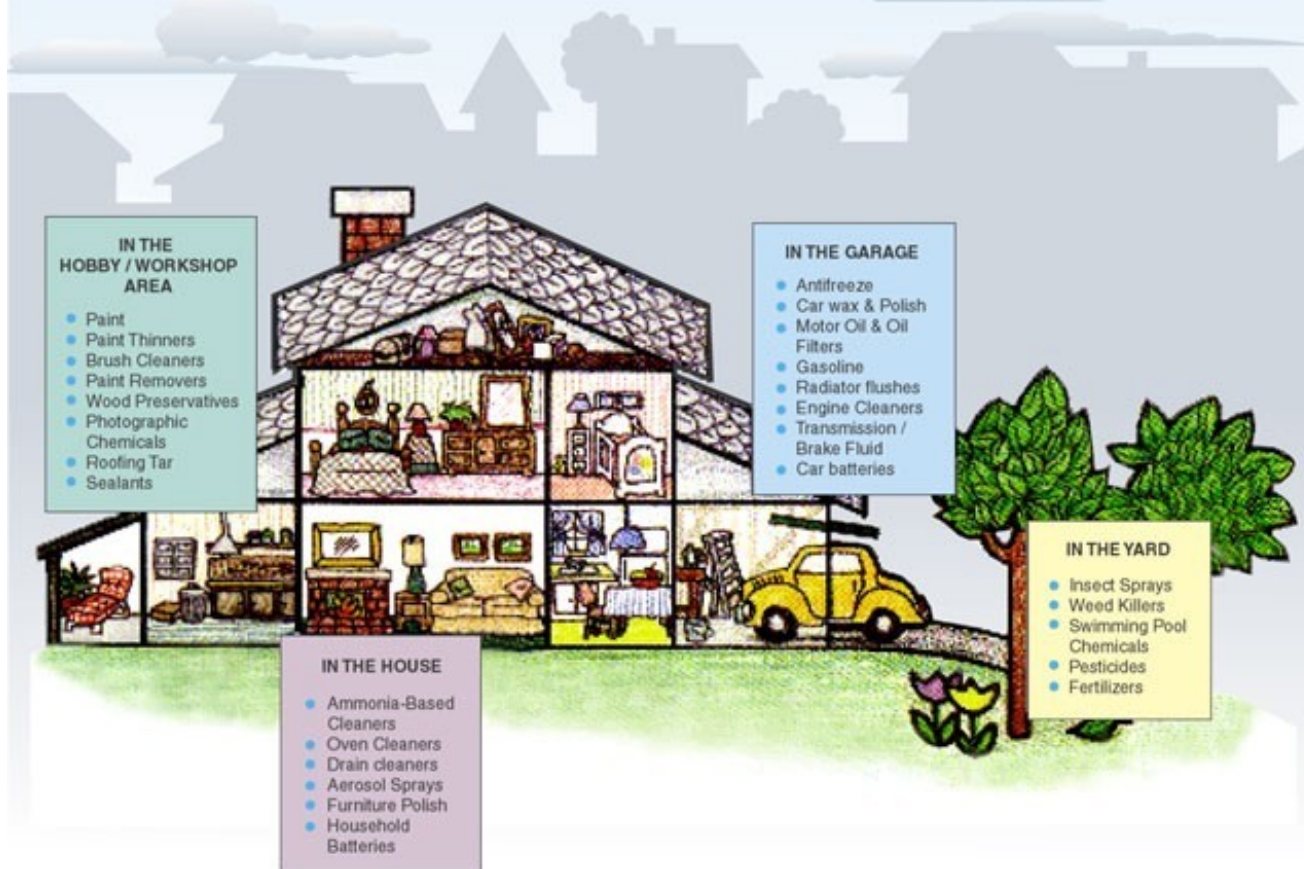 IN THE
HOBBY / WORKSHOP
AREA
Paint
Paint Thinners
Brush Cleaners
Paint Removers
Wood Preservatives
Photographic
Chemicals
Roofing Tar
Sealants
IN THE GARAGE
Antifreeze
Car wax & Polish
Motor Oil & Oil
Filters
Gasoline
Radiator flushes
Engine Cleaners
Transmission /
Brake Fluid
Car batteries
IN THE YARD
Insect Sprays
Weed Killers
Swimming Pool
Chemicals
Pesticides
Fertilizers
IN THE HOUSE
Ammonia-Based
Cleaners
Oven Cleaners
Drain cleaners
Aerosol Sprays
Furniture Polish
Household
Batteries